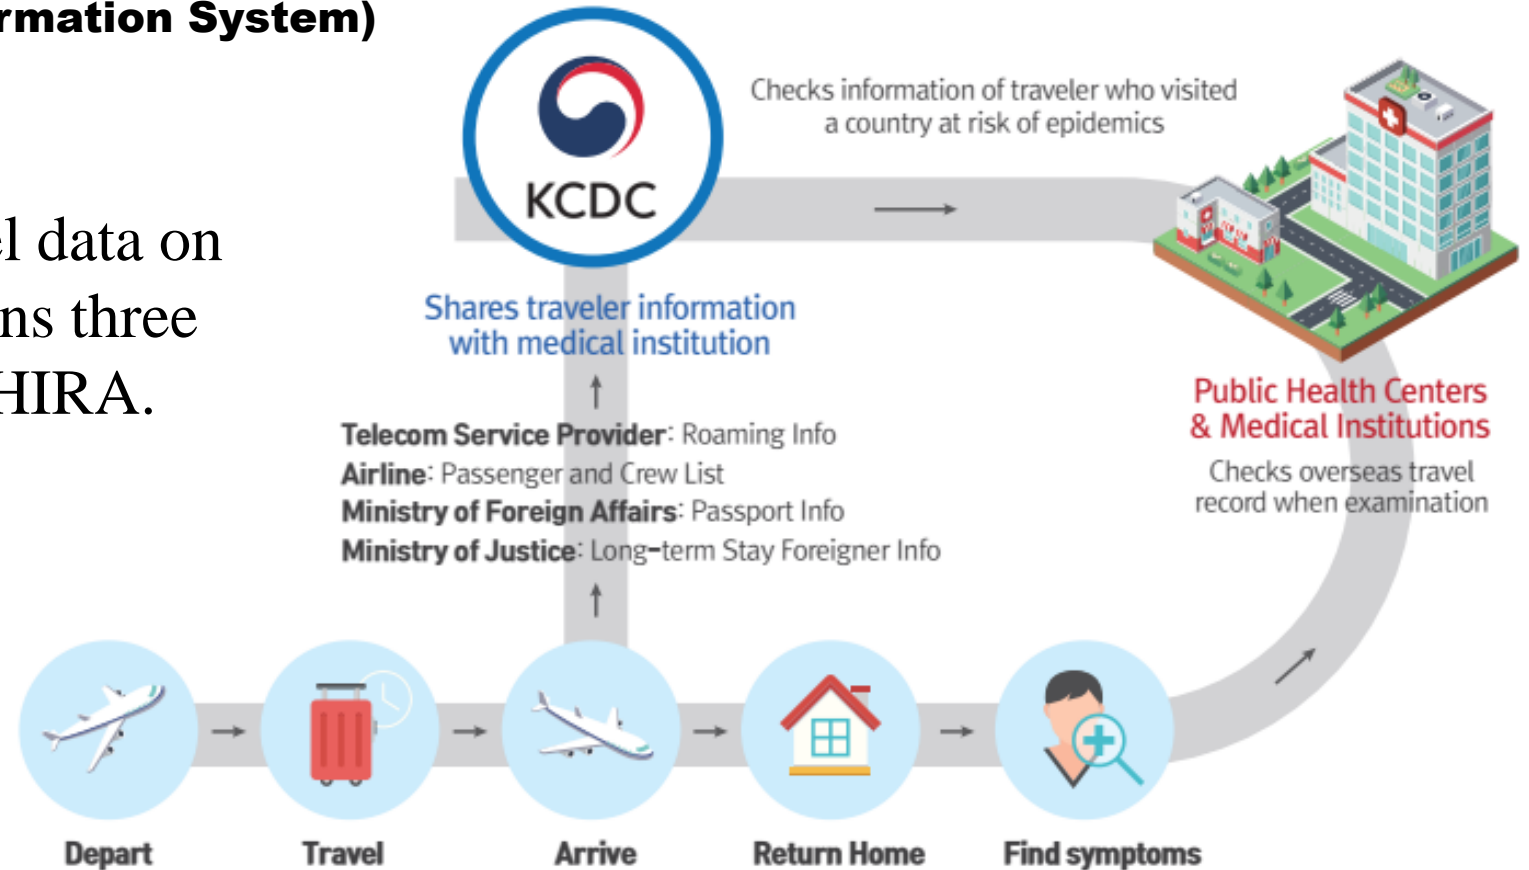 rmation System)
KCDC
Checks information of traveler who visited
a country at risk of epidemics
l data on
ns three
HIRA.
Shares traveler information
with medical institution
Telecom Service Provider: Roaming Info
Airline: Passenger and Crew List
Ministry of Foreign Affairs: Passport Info
Ministry of Justice: Long-term Stay Foreigner Info
Public Health Centers
& Medical Institutions
Checks overseas travel
record when examination
Depart
Travel
Arrive
Return Home
Find symptoms